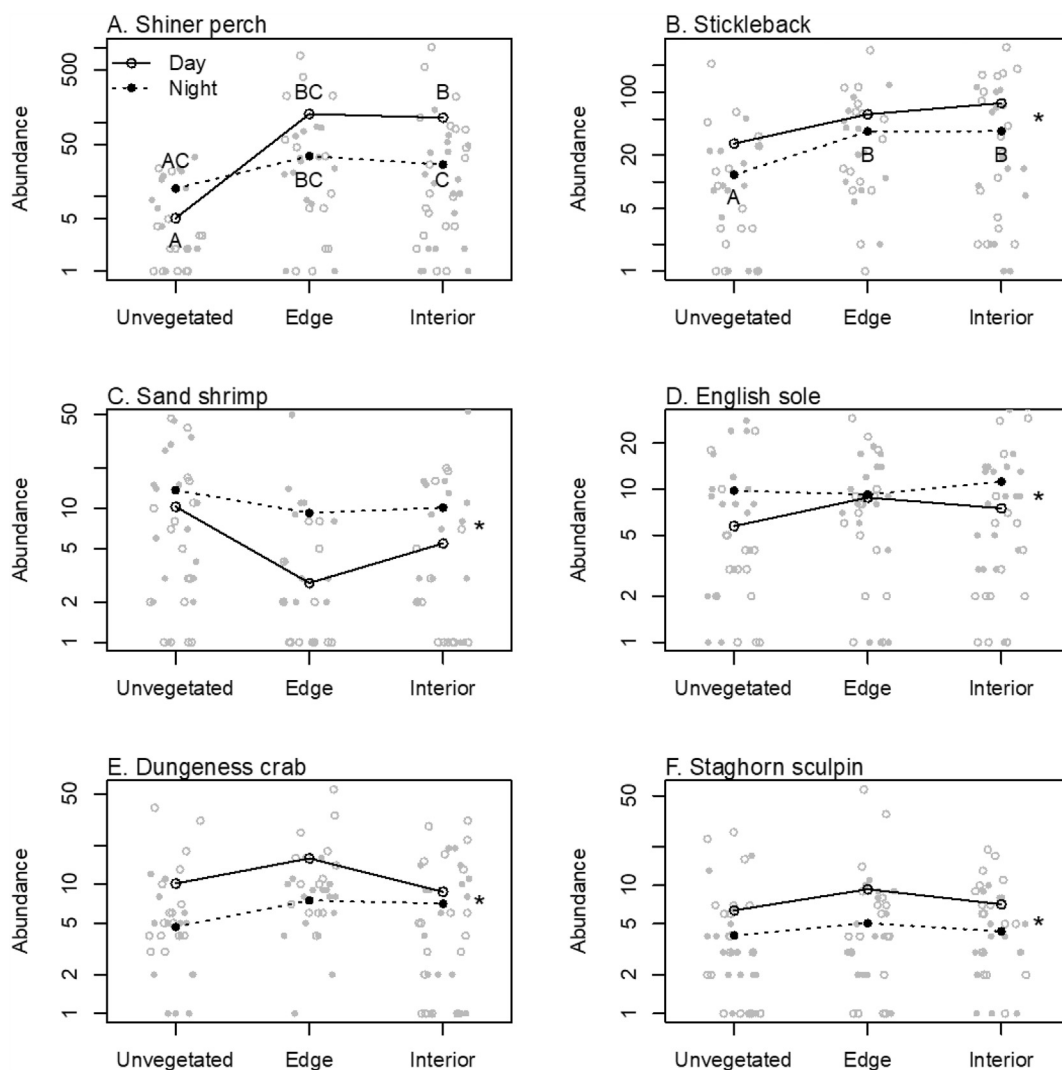 A. Shiner perch
Abundance
500
50
5
1
Day
Night
AC
A
BC
BC
B
C
Unvegetated Edge Interior
B. Stickleback
Abundance
100
20
5
1
A
B
B
*
Unvegetated Edge Interior
C. Sand shrimp
Abundance
50
10
5
2
1
*
Unvegetated Edge Interior
D. English sole
Abundance
20
10
5
2
1
*
Unvegetated Edge Interior
E. Dungeness crab
Abundance
50
10
5
2
1
*
Unvegetated Edge Interior
F. Staghorn sculpin
Abundance
50
10
5
2
1
*
Unvegetated Edge Interior